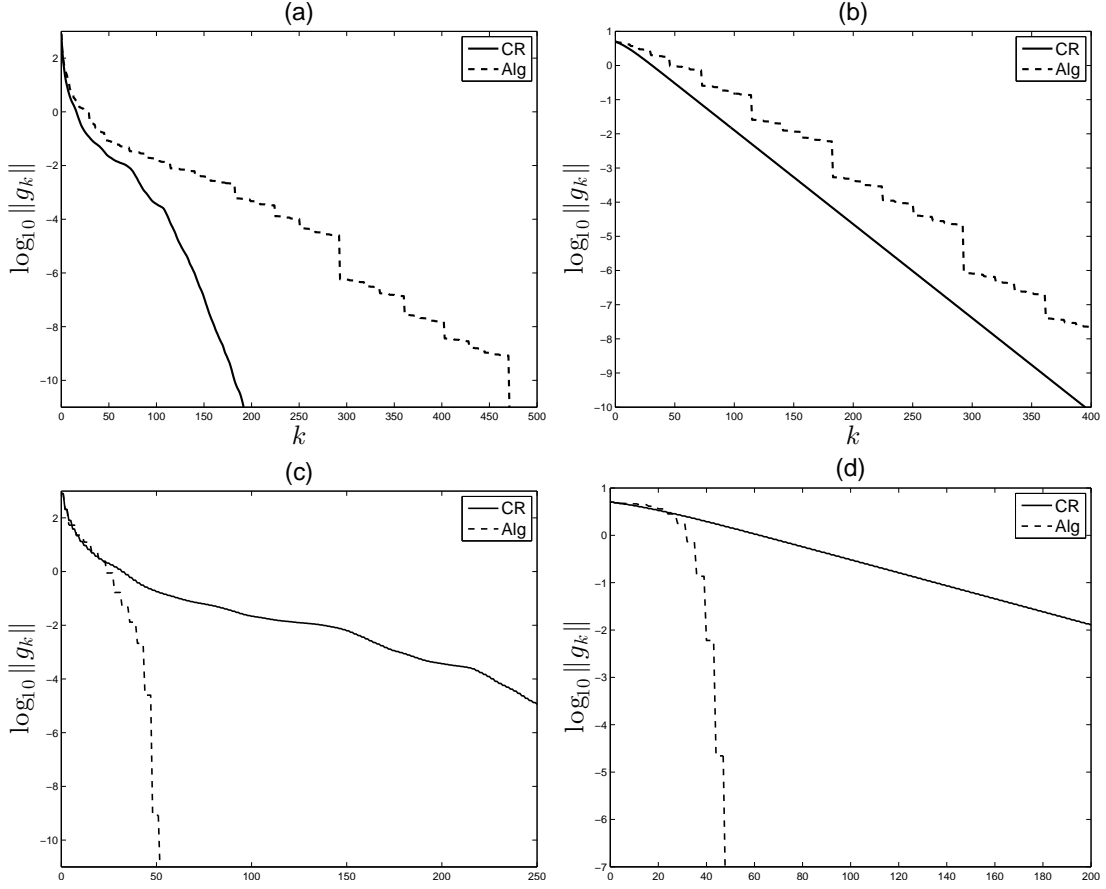 (a)
CR
Alg
log₁₀ ||gₖ||
2
0
−2
−4
−6
−8
−10
0 50 100 150 200 250 300 350 400 450 500
k
(b)
CR
Alg
log₁₀ ||gₖ||
1
0
−1
−2
−3
−4
−5
−6
−7
−8
−9
−10
0 50 100 150 200 250 300 350 400
k
(c)
CR
Alg
log₁₀ ||gₖ||
2
0
−2
−4
−6
−8
−10
0 50 100 150 200 250
(d)
CR
Alg
log₁₀ ||gₖ||
1
0
−1
−2
−3
−4
−5
−6
−7
0 20 40 60 80 100 120 140 160 180 200